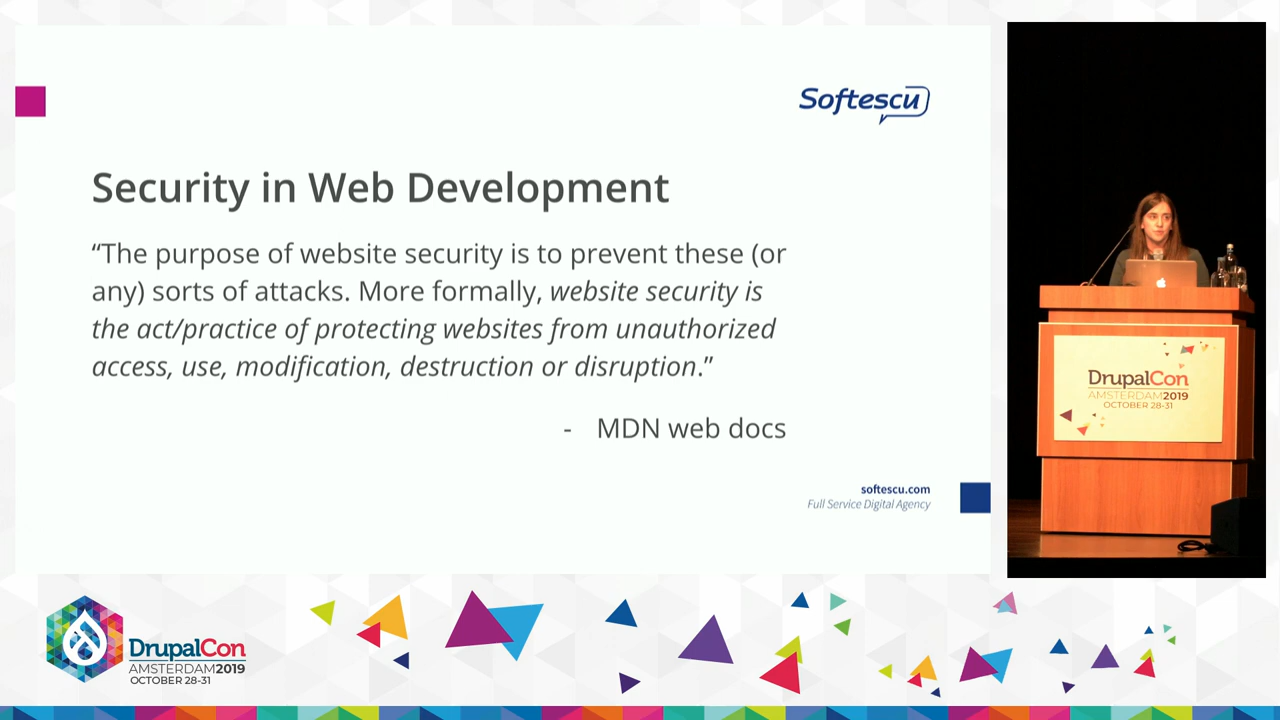 Softescu
Security in Web Development
“The purpose of website security is to prevent these (or
any) sorts of attacks. More formally, website security is
the act/practice of protecting websites from unauthorized
access, use, modification, destruction or disruption.”
- MDN web docs
softescu.com
Full Service Digital Agency
DrupalCon
AMSTERDAM2019
OCTOBER 28-31
DrupalCon
AMSTERDAM2019
OCTOBER 28-31